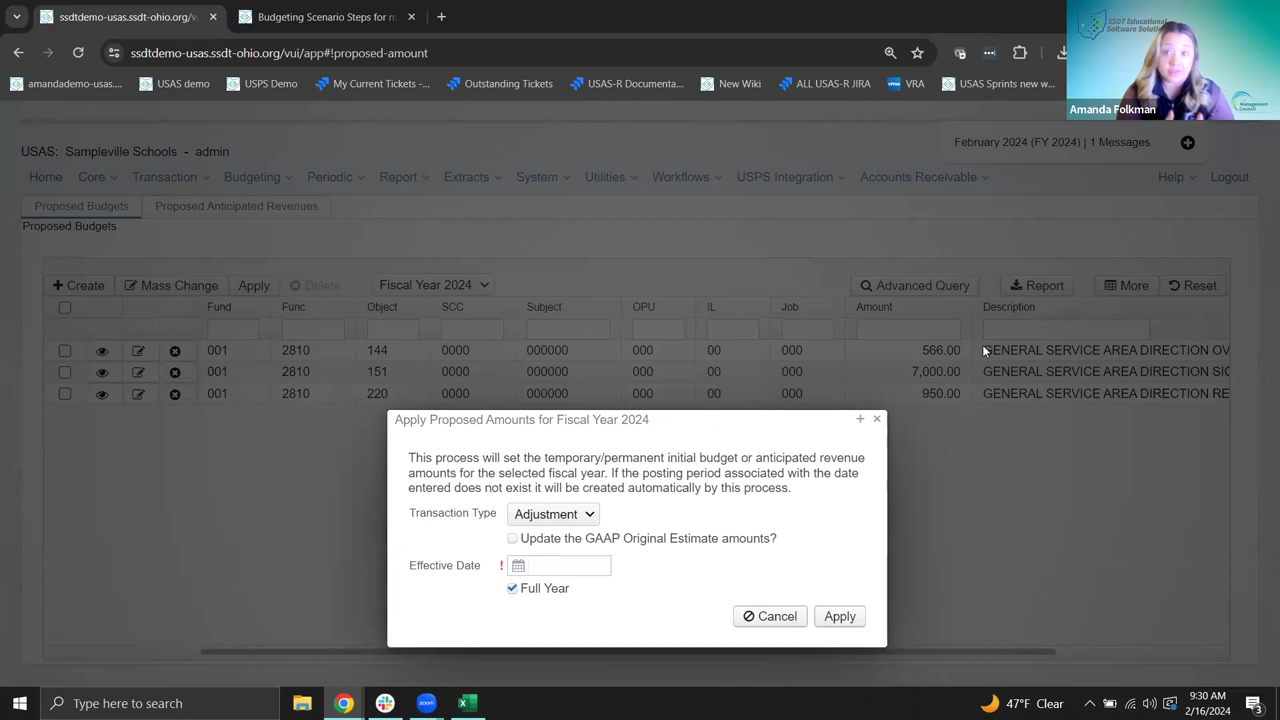 ssdtdemo-usas.ssdt-ohio.org/v
Budgeting Scenario Steps for n
ssdtdemo-usas.ssdt-ohio.org/vui/app#!proposed-amount
amandademo-usas.ssd...
USAS demo
USPS Demo
My Current Tickets -...
Outstanding Tickets
USAS-R Documenta...
New Wiki
ALL USAS-R JIRA
VRA
USAS Sprints new w...
SSDT Educational
Software Solutions
Management
Council
Amanda Folkman
USAS: Sampleville Schools - admin
February 2024 (FY 2024) | 1 Messages
Home Core Transaction Budgeting Periodic Report Extracts System Utilities Workflows USPS Integration Accounts Receivable Help Logout
Proposed Budgets Proposed Anticipated Revenues
Proposed Budgets
Create Mass Change Apply Delete Fiscal Year 2024 Advanced Query Report More Reset
Fund Func Object SCC Subject OPU IL Job Amount Description
001 2810 144 0000 000000 000 00 000 566.00 GENERAL SERVICE AREA DIRECTION OV
001 2810 151 0000 000000 000 00 000 7,000.00 GENERAL SERVICE AREA DIRECTION SIC
001 2810 220 0000 000000 000 00 000 950.00 GENERAL SERVICE AREA DIRECTION RE
Apply Proposed Amounts for Fiscal Year 2024
This process will set the temporary/permanent initial budget or anticipated revenue
amounts for the selected fiscal year. If the posting period associated with the date
entered does not exist it will be created automatically by this process.
Transaction Type Adjustment
Update the GAAP Original Estimate amounts?
Effective Date !
Full Year
Cancel Apply
Type here to search
zoom
47°F Clear
9:30 AM
2/16/2024
3